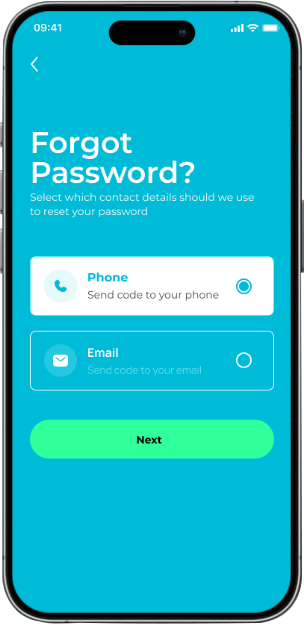 09:41
Forgot
Password?
Select which contact details should we use
to reset your password
Phone
Send code to your phone
Email
Send code to your email
Next